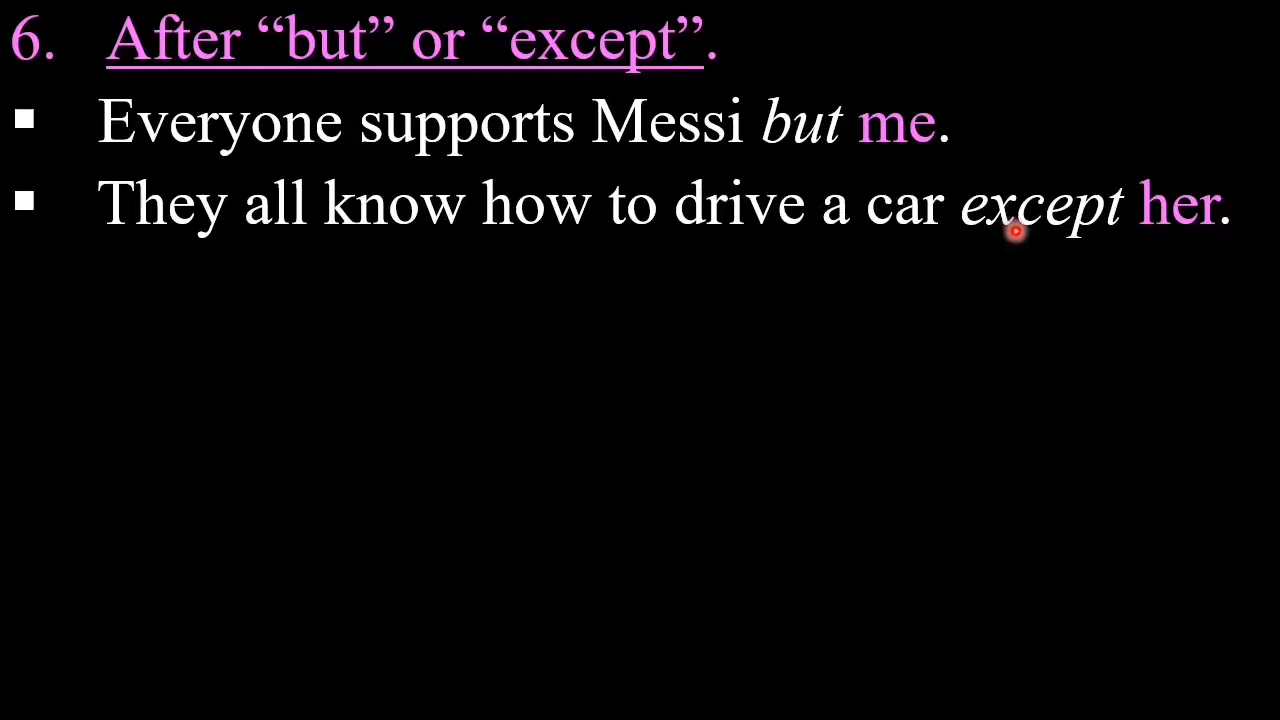 6. After “but” or “except”.
▪ Everyone supports Messi but me.
▪ They all know how to drive a car except her.